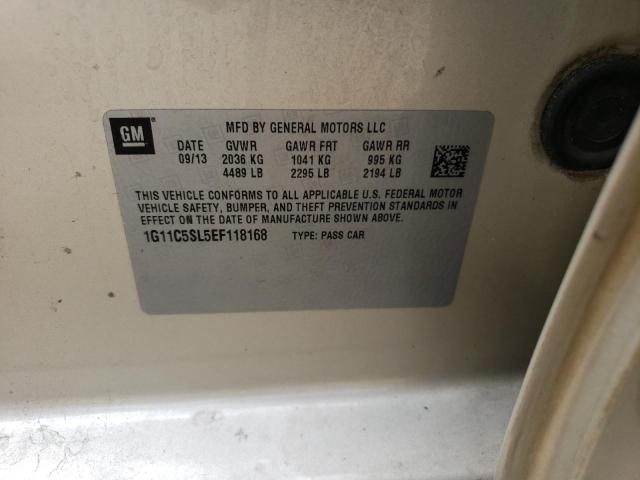 GM
MFD BY GENERAL MOTORS LLC
DATE GVWR GAWR FRT GAWR RR
09/13 2036 KG 1041 KG 995 KG
4489 LB 2295 LB 2194 LB
THIS VEHICLE CONFORMS TO ALL APPLICABLE U.S. FEDERAL MOTOR
VEHICLE SAFETY, BUMPER, AND THEFT PREVENTION STANDARDS IN
EFFECT ON THE DATE OF MANUFACTURE SHOWN ABOVE.
1G11C5SL5EF118168 TYPE: PASS CAR